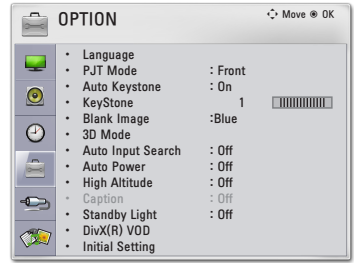 OPTION
Move OK
• Language
• PJT Mode : Front
• Auto Keystone : On
• KeyStone 1
• Blank Image :Blue
• 3D Mode
• Auto Input Search : Off
• Auto Power : Off
• High Altitude : Off
• Caption : Off
• Standby Light : Off
• DivX(R) VOD
• Initial Setting